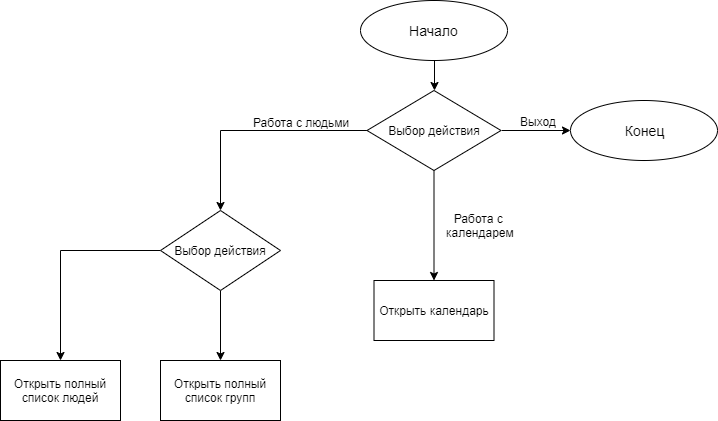 Начало
Работа с людьми
Выбор действия
Выход
Конец
Работа с
календарем
Выбор действия
Открыть календарь
Открыть полный
список людей
Открыть полный
список групп